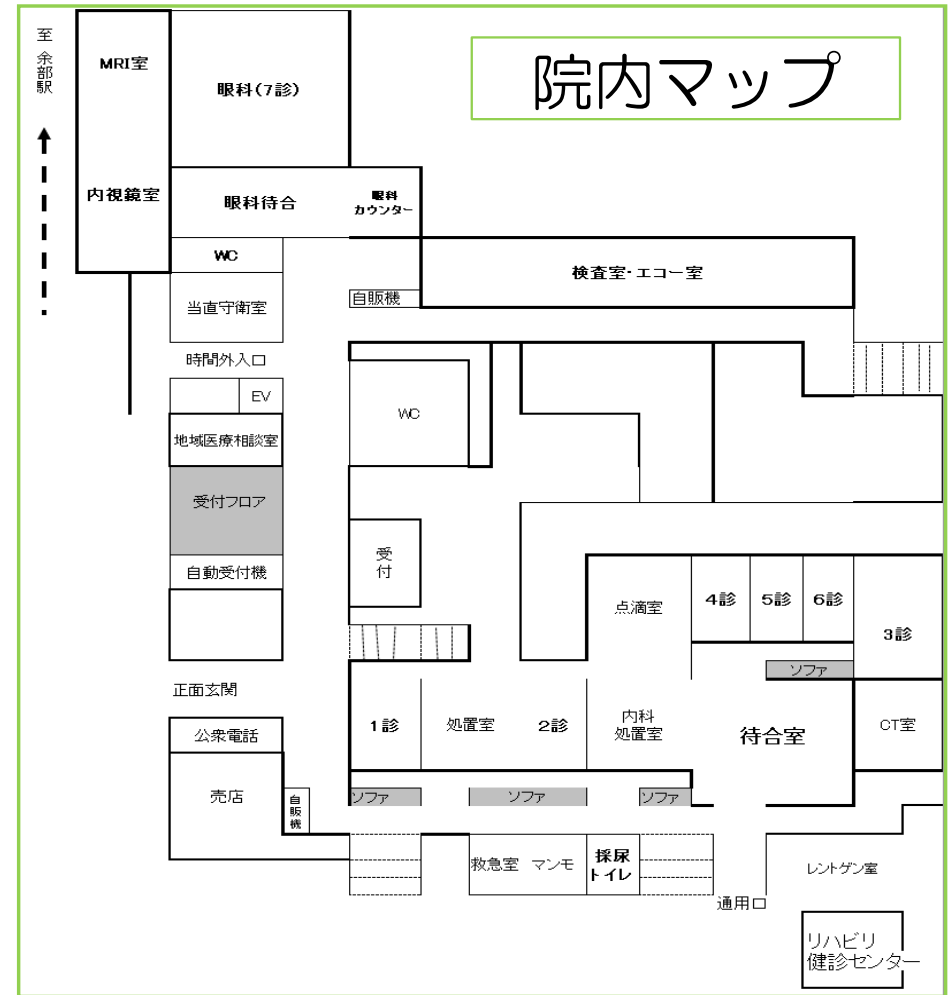 院内マップ
至
余部駅
MRI室
眼科(7診)
内視鏡室
眼科待合
眼科
カウンター
WC
検査室・エコー室
当直守衛室
自販機
時間外入口
EV
WC
地域医療相談室
受付フロア
受
付
自動受付機
点滴室
4診
5診
6診
3診
ソファ
正面玄関
1診
処置室
2診
内科
処置室
待合室
CT室
公衆電話
売店
自
販
機
ソファ
ソファ
ソファ
救急室
マンモ
採尿
トイレ
レントゲン室
通用口
リハビリ
健診センター